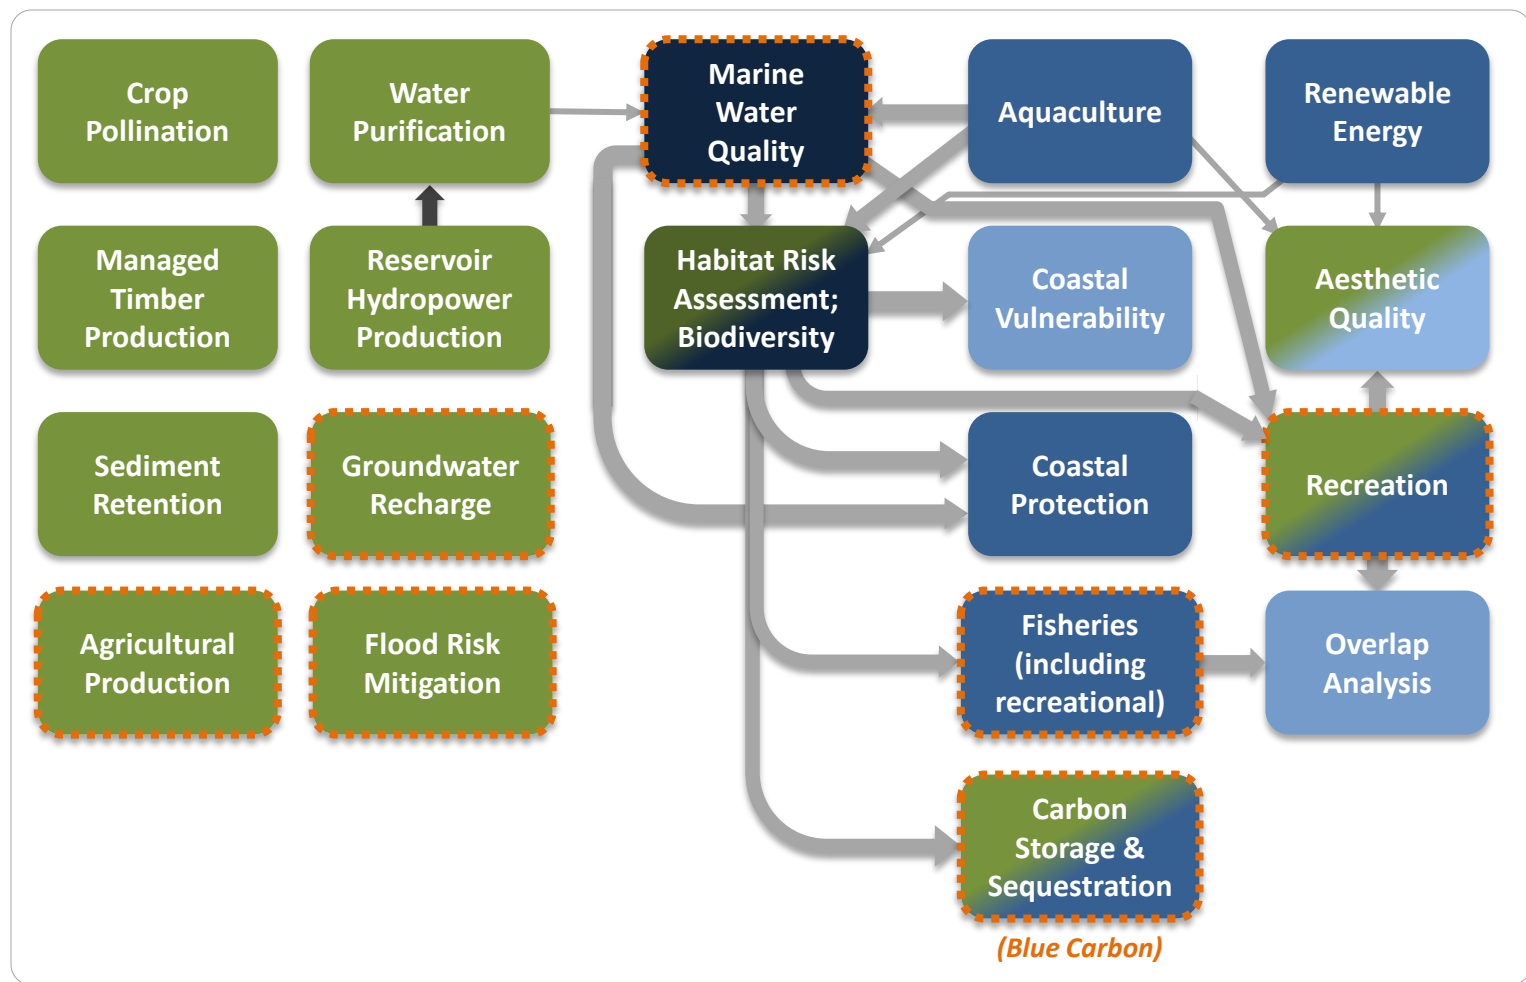 Crop
Pollination
Water
Purification
Marine
Water
Quality
Aquaculture
Renewable
Energy
Managed
Timber
Production
Reservoir
Hydropower
Production
Habitat Risk
Assessment;
Biodiversity
Coastal
Vulnerability
Aesthetic
Quality
Sediment
Retention
Groundwater
Recharge
Coastal
Protection
Recreation
Agricultural
Production
Flood Risk
Mitigation
Fisheries
(including
recreational)
Overlap
Analysis
Carbon
Storage &
Sequestration
(Blue Carbon)